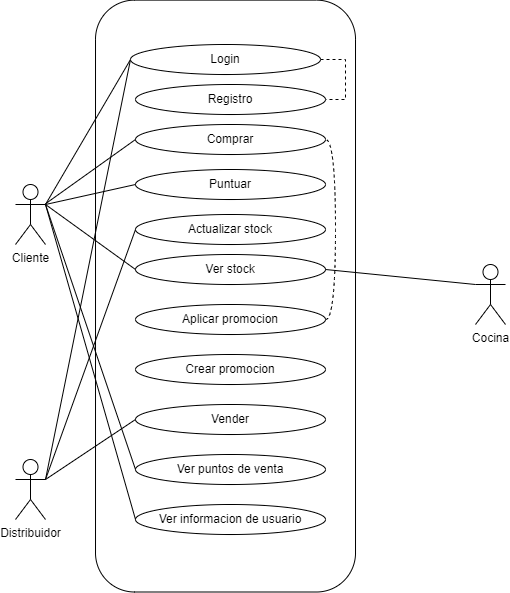 Login
Registro
Comprar
Puntuar
Actualizar stock
Cliente
Ver stock
Aplicar promocion
Cocina
Crear promocion
Vender
Ver puntos de venta
Ver informacion de usuario
Distribuidor